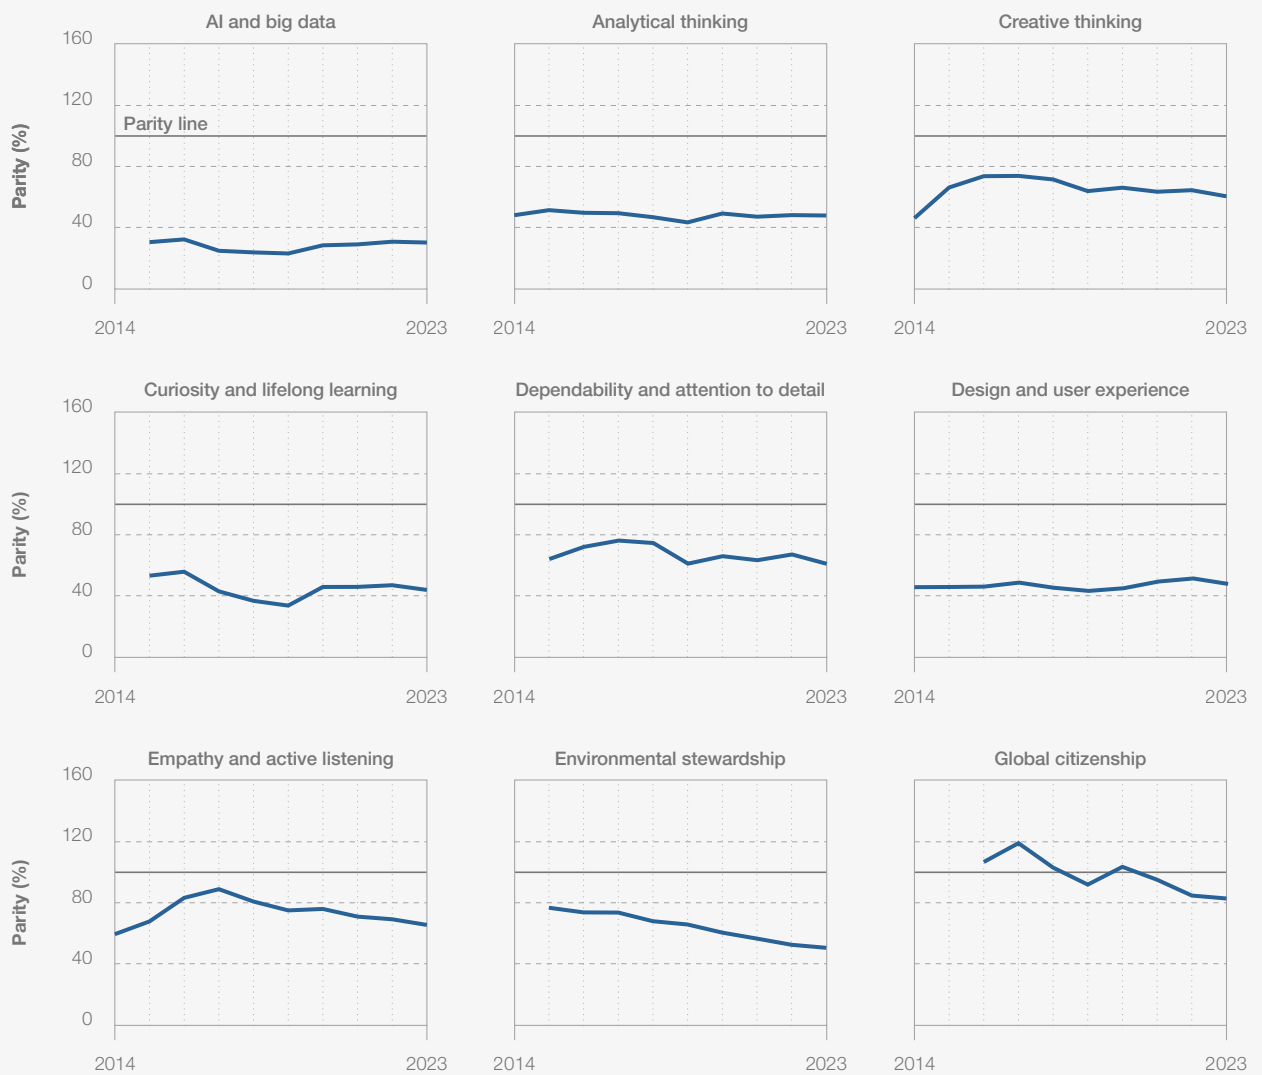 AI and big data
Analytical thinking
Creative thinking
Parity (%)
160
120
80
40
0
Parity line
2014
2023
2014
2023
2014
2023
Curiosity and lifelong learning
Dependability and attention to detail
Design and user experience
Parity (%)
160
120
80
40
0
2014
2023
2014
2023
2014
2023
Empathy and active listening
Environmental stewardship
Global citizenship
Parity (%)
160
120
80
40
0
2014
2023
2014
2023
2014
2023